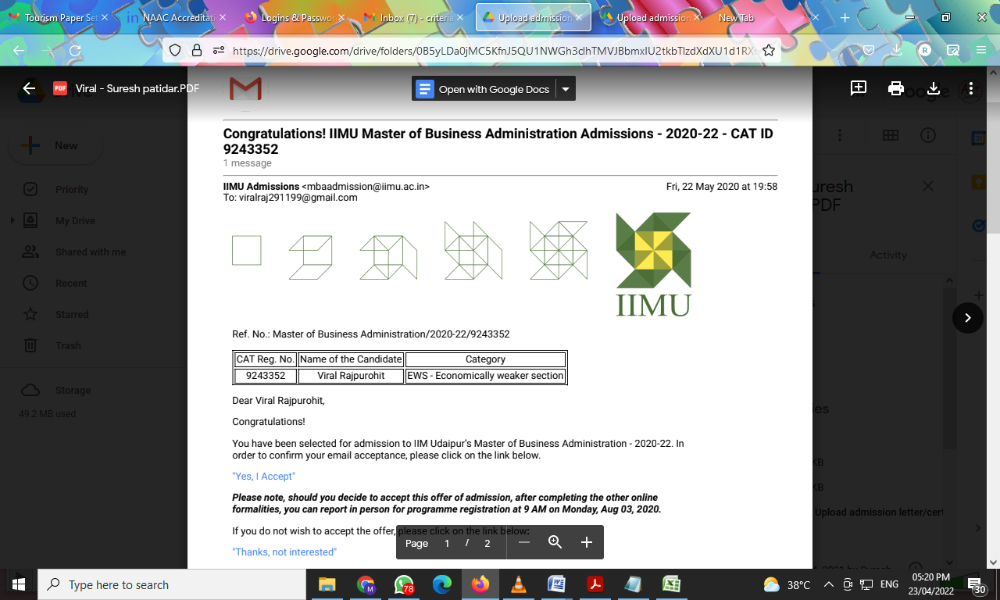 Tourism Paper Set
NAAC Accreditati
Logins & Passwor
Inbox (7) - criteria
Upload admission
Upload admission
New Tab
https://drive.google.com/drive/folders/0B5yLDa0jMC5KfnJ5QU1NWGh3dhTMVJBbmxIU2tkbTlzdXdXU1d1RX
R
PDF Viral - Suresh patidar.PDF
Open with Google Docs
New
Priority
My Drive
Shared with me
Recent
Starred
Trash
Storage
49.2 MB used
Congratulations! IIMU Master of Business Administration Admissions - 2020-22 - CAT ID
9243352
1 message
IIMU Admissions <mbaadmission@iimu.ac.in> Fri, 22 May 2020 at 19:58
To: viralraj291199@gmail.com
IIMU
Ref. No.: Master of Business Administration/2020-22/9243352
CAT Reg. No. Name of the Candidate Category
9243352 Viral Rajpurohit EWS - Economically weaker section
Dear Viral Rajpurohit,
Congratulations!
You have been selected for admission to IIM Udaipur's Master of Business Administration - 2020-22. In
order to confirm your email acceptance, please click on the link below.
"Yes, I Accept"
Please note, should you decide to accept this offer of admission, after completing the other online
formalities, you can report in person for programme registration at 9 AM on Monday, Aug 03, 2020.
If you do not wish to accept the offer, please click on the link below:
"Thanks, not interested"
Page 1 / 2
uresh
PDF
Activity
ies
KB
KB
Upload admission letter/cert
Type here to search
M
78
38°C
ENG
05:20 PM
23/04/2022
30